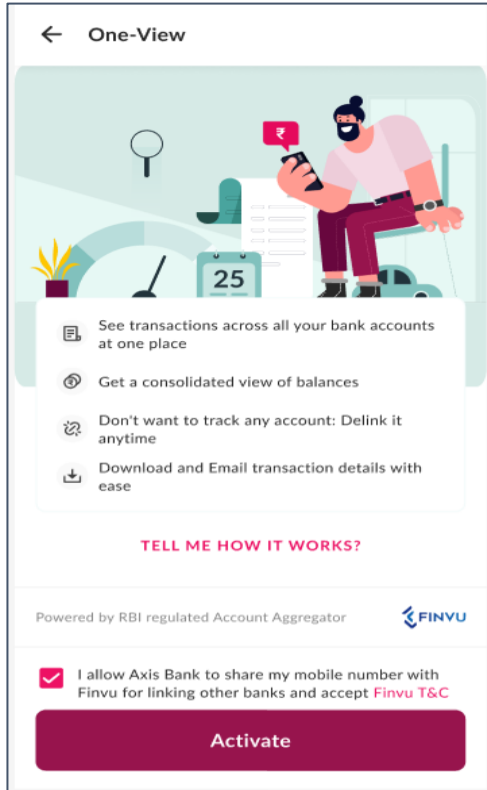 ← One-View
₹
25
See transactions across all your bank accounts
at one place
Get a consolidated view of balances
Don't want to track any account: Delink it
anytime
Download and Email transaction details with
ease
TELL ME HOW IT WORKS?
Powered by RBI regulated Account Aggregator
FINVU
I allow Axis Bank to share my mobile number with
Finvu for linking other banks and accept Finvu T&C
Activate